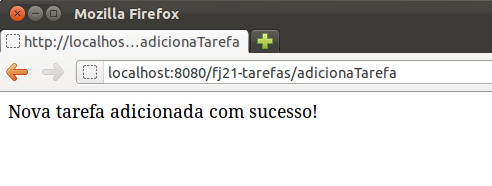 Mozilla Firefox
http://localhos...adicionaTarefa
localhost:8080/fj21-tarefas/adicionaTarefa
Nova tarefa adicionada com sucesso!